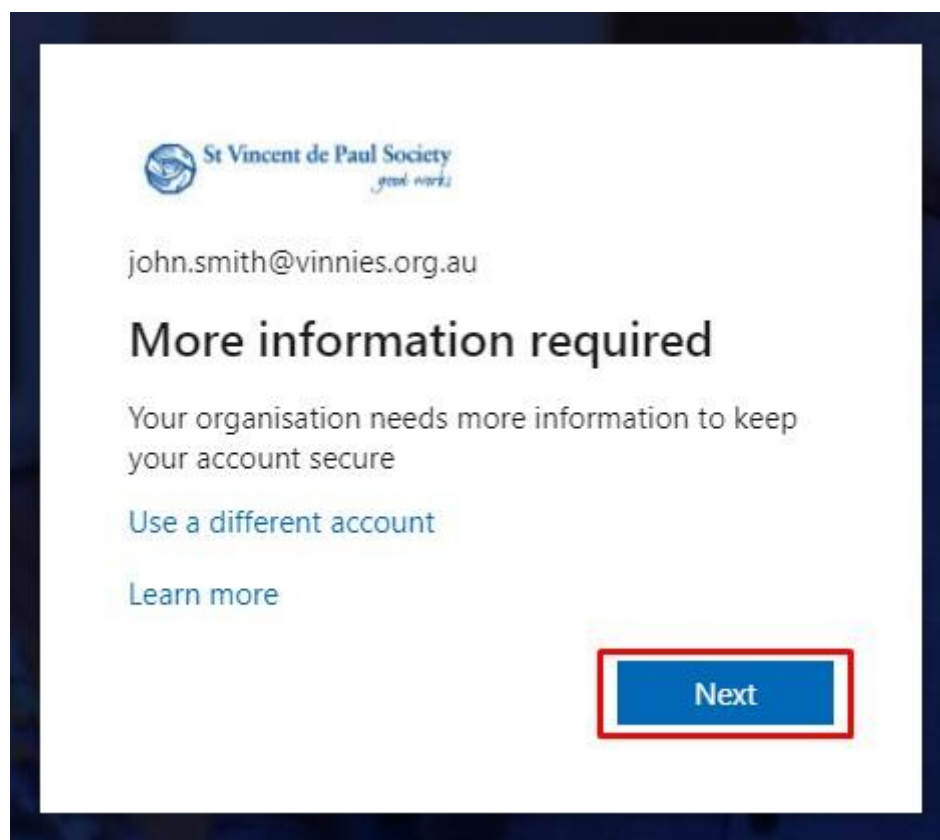 St Vincent de Paul Society
good works
john.smith@vinnies.org.au
More information required
Your organisation needs more information to keep
your account secure
Use a different account
Learn more
Next